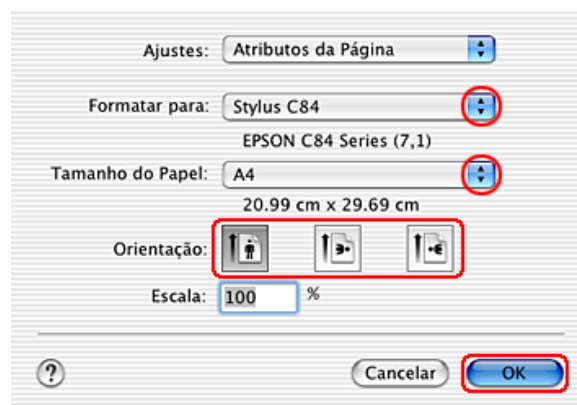 Ajustes: Atributos da Página
Formatar para: Stylus C84
EPSON C84 Series (7,1)
Tamanho do Papel: A4
20.99 cm x 29.69 cm
Orientação:
Escala: 100 %
? Cancelar OK